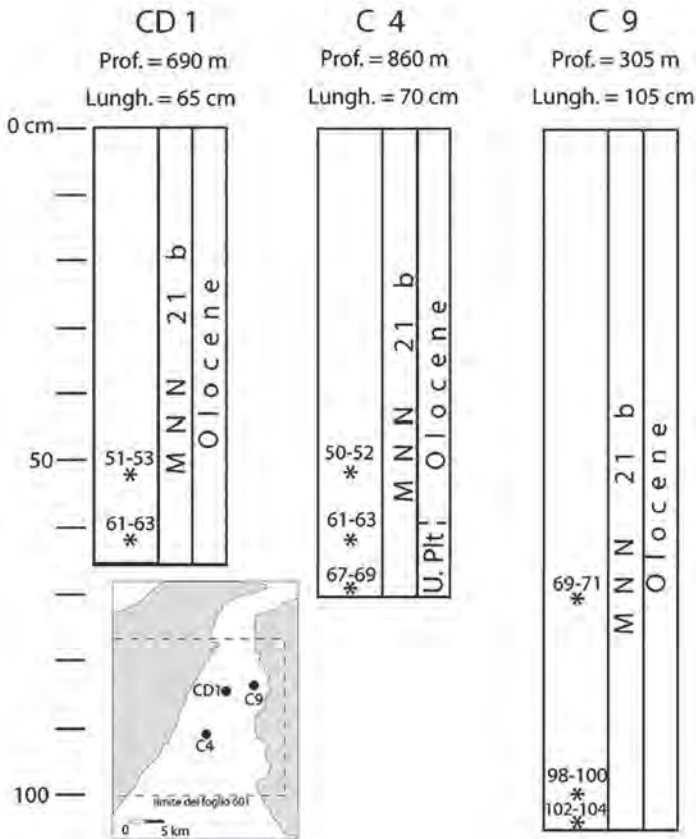 CD 1
Prof. = 690 m
Lungh. = 65 cm
C 4
Prof. = 860 m
Lungh. = 70 cm
C 9
Prof. = 305 m
Lungh. = 105 cm
0 cm
50
100
51-53
*
61-63
*
MNN 21 b
Olocene
50-52
*
61-63
*
67-69
*
MNN 21 b
Olocene
U. Plt
69-71
*
98-100
*
102-104
*
MNN 21 b
Olocene
CD1
C9
C4
limite del foglio 601
0 5 km